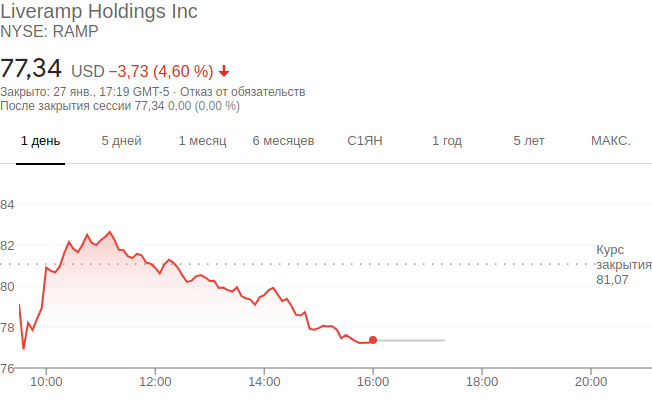 Liveramp Holdings Inc
NYSE: RAMP
77,34 USD −3,73 (4,60 %)
Закрыто: 27 янв., 17:19 GMT-5 · Отказ от обязательств
После закрытия сессии 77,34 0,00 (0,00 %)
1 день 5 дней 1 месяц 6 месяцев С1ЯН 1 год 5 лет МАКС.
84
82
Курс
закрытия
81,07
80
78
76
10:00 12:00 14:00 16:00 18:00 20:00